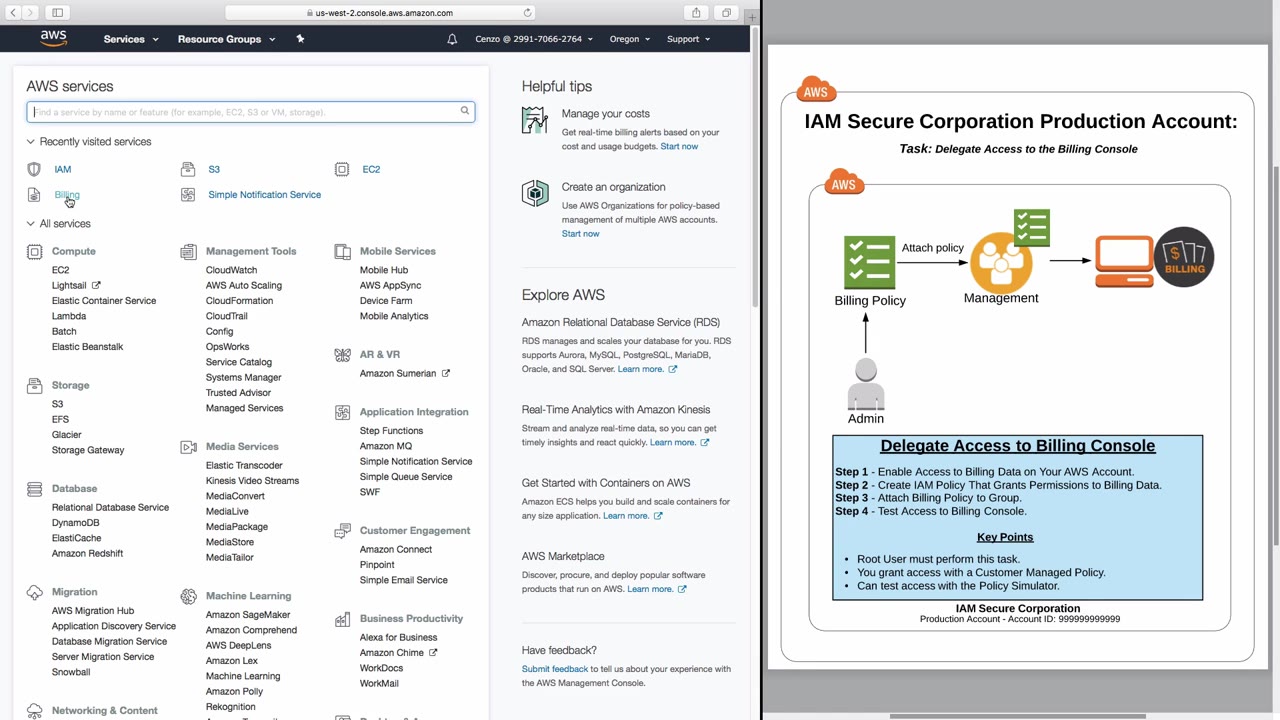 us-west-2.console.aws.amazon.com
aws
Services
Resource Groups
Cenzo @ 2991-7066-2764
Oregon
Support
AWS services
Find a service by name or feature (for example, EC2, S3 or VM, storage).
Recently visited services
IAM
S3
EC2
Billing
Simple Notification Service
All services
Compute
EC2
Lightsail
Elastic Container Service
Lambda
Batch
Elastic Beanstalk
Storage
S3
EFS
Glacier
Storage Gateway
Database
Relational Database Service
DynamoDB
ElastiCache
Amazon Redshift
Migration
AWS Migration Hub
Application Discovery Service
Database Migration Service
Server Migration Service
Snowball
Networking & Content
Management Tools
CloudWatch
AWS Auto Scaling
CloudFormation
CloudTrail
Config
OpsWorks
Service Catalog
Systems Manager
Trusted Advisor
Managed Services
Media Services
Elastic Transcoder
Kinesis Video Streams
MediaConvert
MediaLive
MediaPackage
MediaStore
MediaTailor
Machine Learning
Amazon SageMaker
Amazon Comprehend
AWS DeepLens
Amazon Lex
Machine Learning
Amazon Polly
Rekognition
Mobile Services
Mobile Hub
AWS AppSync
Device Farm
Mobile Analytics
AR & VR
Amazon Sumerian
Application Integration
Step Functions
Amazon MQ
Simple Notification Service
Simple Queue Service
SWF
Customer Engagement
Amazon Connect
Pinpoint
Simple Email Service
Business Productivity
Alexa for Business
Amazon Chime
WorkDocs
WorkMail
Helpful tips
Manage your costs
Get real-time billing alerts based on your
cost and usage budgets. Start now
Create an organization
Use AWS Organizations for policy-based
management of multiple AWS accounts.
Start now
Explore AWS
Amazon Relational Database Service (RDS)
RDS manages and scales your database for you. RDS
supports Aurora, MySQL, PostgreSQL, MariaDB,
Oracle, and SQL Server. Learn more.
Real-Time Analytics with Amazon Kinesis
Stream and analyze real-time data, so you can get
timely insights and react quickly. Learn more.
Get Started with Containers on AWS
Amazon ECS helps you build and scale containers for
any size application. Learn more.
AWS Marketplace
Discover, procure, and deploy popular software
products that run on AWS. Learn more.
Have feedback?
Submit feedback to tell us about your experience with
the AWS Management Console.
AWS
IAM Secure Corporation Production Account:
Task: Delegate Access to the Billing Console
AWS
Attach policy
BILLING
Billing Policy
Management
Admin
Delegate Access to Billing Console
Step 1 - Enable Access to Billing Data on Your AWS Account.
Step 2 - Create IAM Policy That Grants Permissions to Billing Data.
Step 3 - Attach Billing Policy to Group.
Step 4 - Test Access to Billing Console.
Key Points
• Root User must perform this task.
• You grant access with a Customer Managed Policy.
• Can test access with the Policy Simulator.
IAM Secure Corporation
Production Account - Account ID: 999999999999